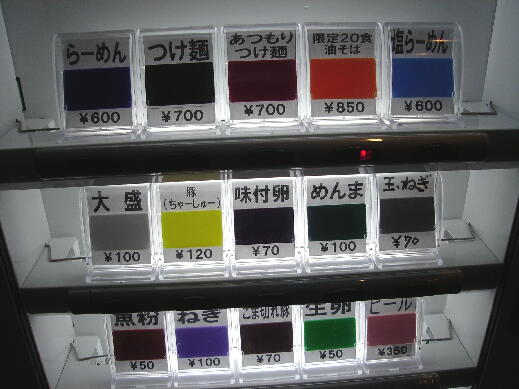 らーめん
¥600
つけ麺
¥700
あつもり
つけ麺
¥700
限定20食
油そば
¥850
塩らーめん
¥600
大盛
¥100
豚
(ちゃーしゅー)
¥120
味付卵
¥70
めんま
¥100
玉ねぎ
¥70
魚粉
¥50
ねぎ
¥100
こま切れ豚
¥70
生卵
¥50
ビール
¥350